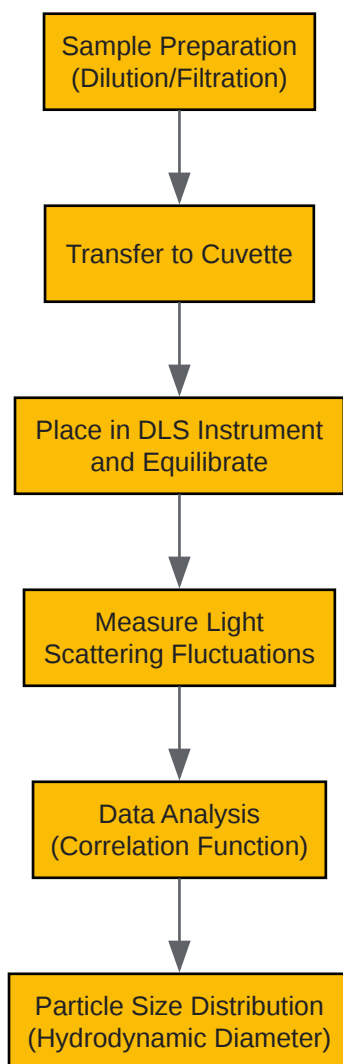 Sample Preparation
(Dilution/Filtration)
Transfer to Cuvette
Place in DLS Instrument
and Equilibrate
Measure Light
Scattering Fluctuations
Data Analysis
(Correlation Function)
Particle Size Distribution
(Hydrodynamic Diameter)